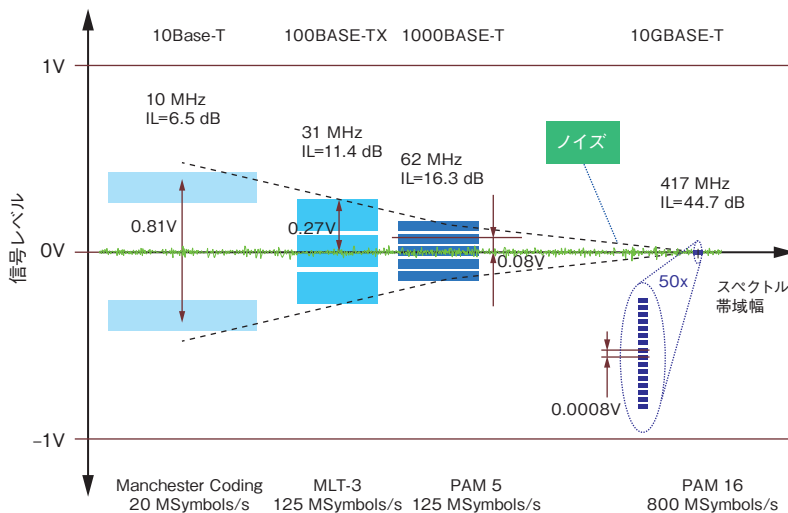 10Base-T
100BASE-TX
1000BASE-T
10GBASE-T
1V
10 MHz
IL=6.5 dB
31 MHz
IL=11.4 dB
62 MHz
IL=16.3 dB
ノイズ
417 MHz
IL=44.7 dB
信号レベル
0.81V
0.27V
0V
0.08V
50x
スペクトル
帯域幅
0.0008V
−1V
Manchester Coding
20 MSymbols/s
MLT-3
125 MSymbols/s
PAM 5
125 MSymbols/s
PAM 16
800 MSymbols/s